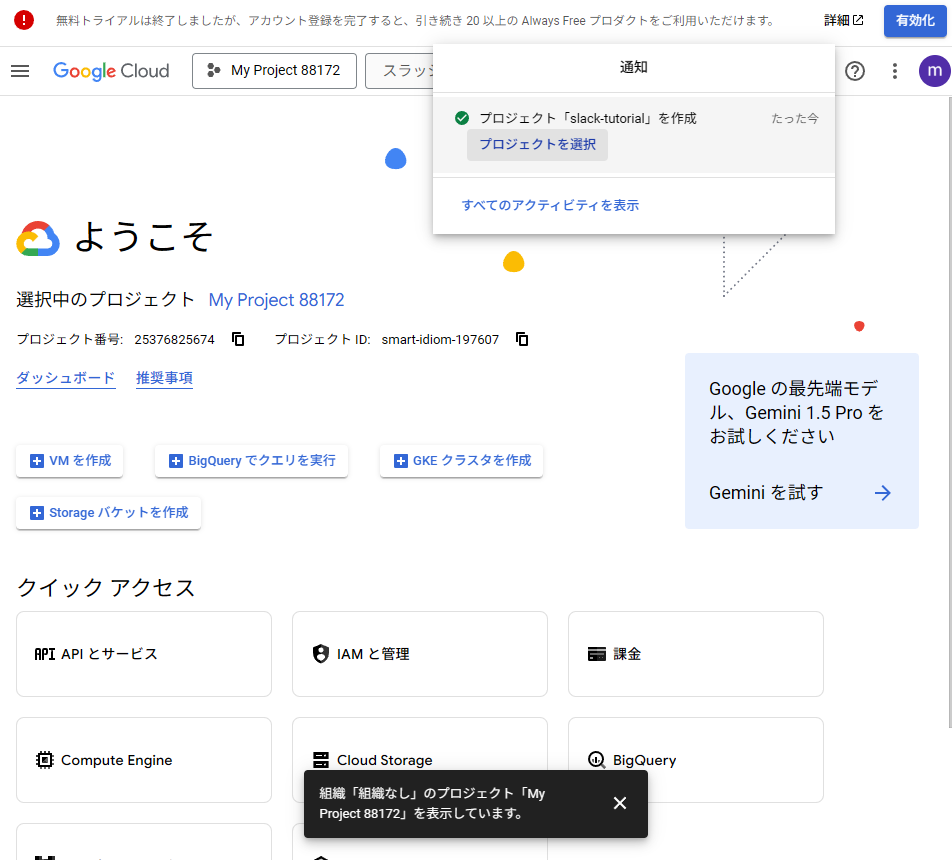 無料トライアルは終了しましたが、アカウント登録を完了すると、引き続き 20 以上の Always Free プロダクトをご利用いただけます。
詳細
有効化
Google Cloud
My Project 88172
スラッシ
m
通知
プロジェクト「slack-tutorial」を作成
たった今
プロジェクトを選択
すべてのアクティビティを表示
ようこそ
選択中のプロジェクト My Project 88172
プロジェクト番号: 25376825674 プロジェクト ID: smart-idiom-197607
ダッシュボード 推奨事項
Google の最先端モデ
ル、Gemini 1.5 Pro を
お試しください
Gemini を試す
VM を作成
BigQuery でクエリを実行
GKE クラスタを作成
Storage バケットを作成
クイック アクセス
API API とサービス
IAM と管理
課金
Compute Engine
Cloud Storage
BigQuery
組織「組織なし」のプロジェクト「My
Project 88172」を表示しています。